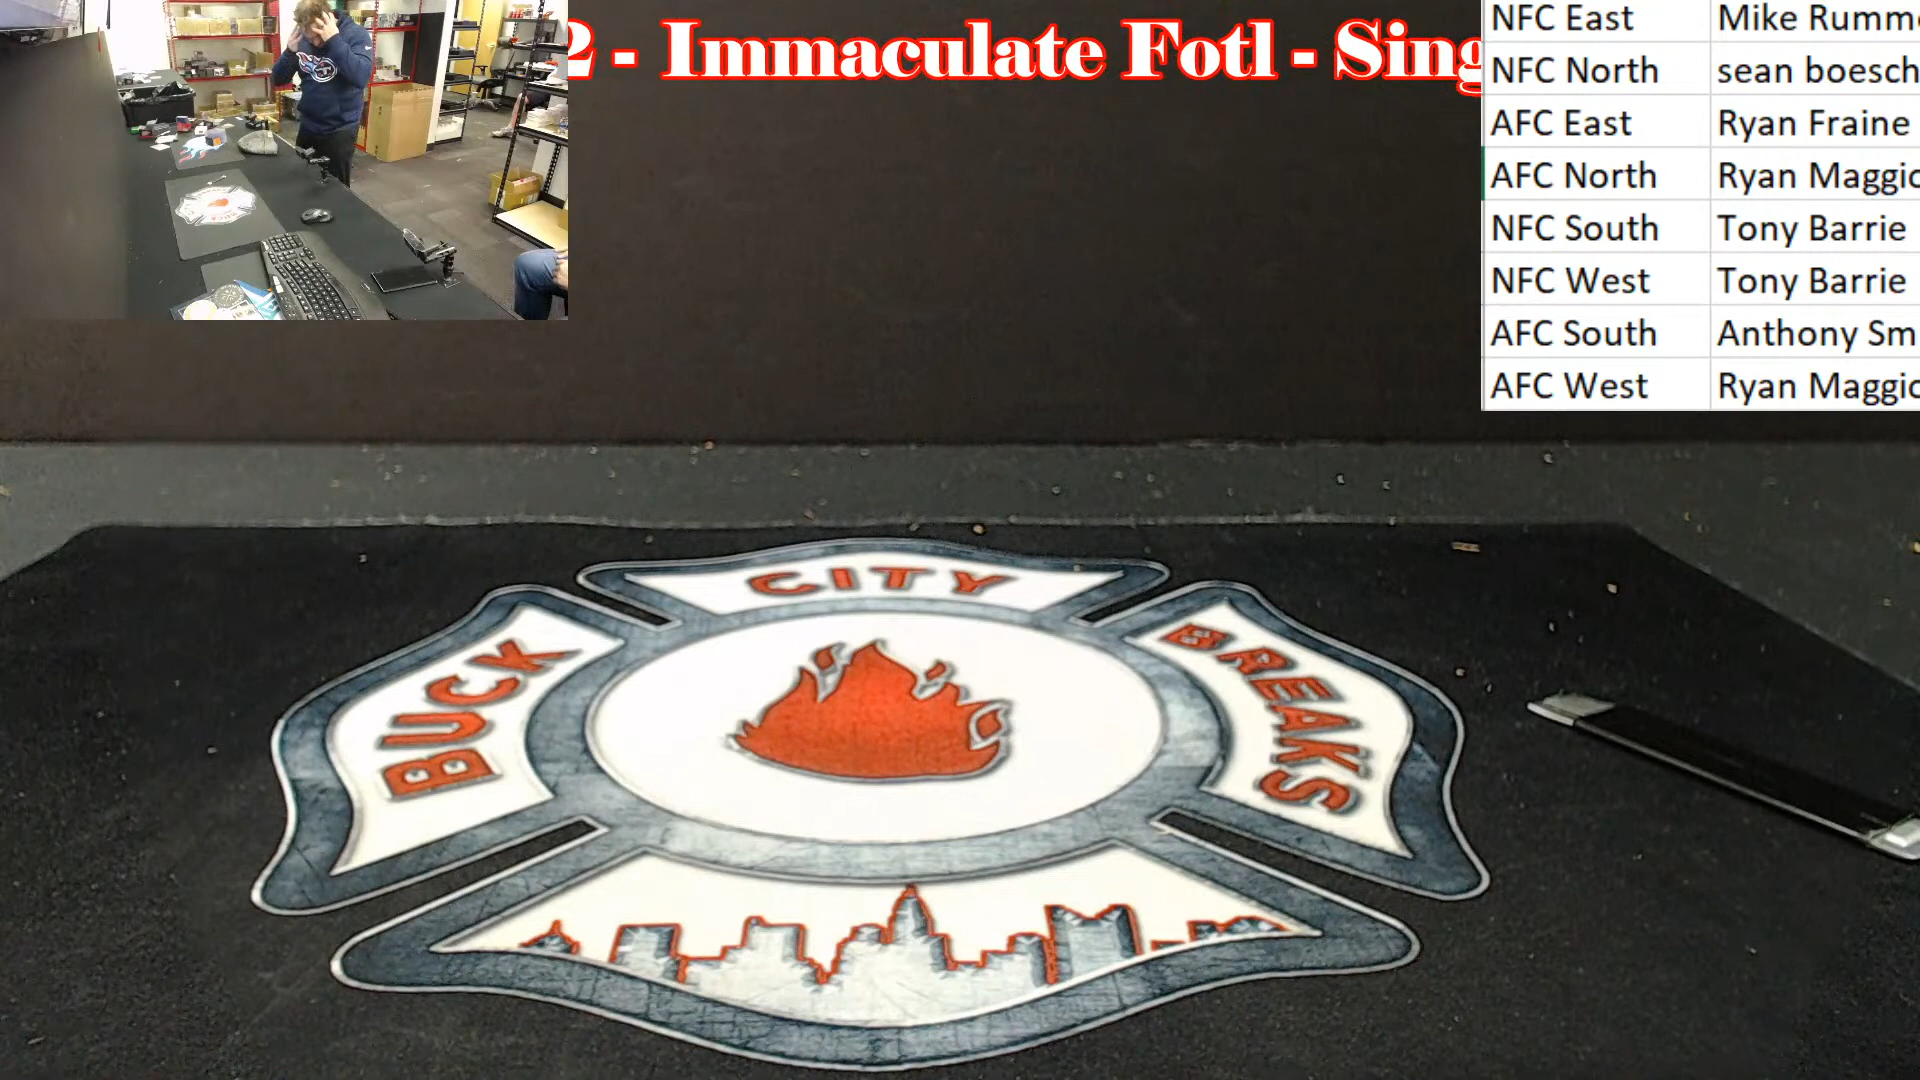 2 - Immaculate Fotl - Sing
NFC East Mike Rumm
NFC North sean boesch
AFC East Ryan Fraine
AFC North Ryan Maggio
NFC South Tony Barrie
NFC West Tony Barrie
AFC South Anthony Sm
AFC West Ryan Maggio
BUCK CITY BREAKS